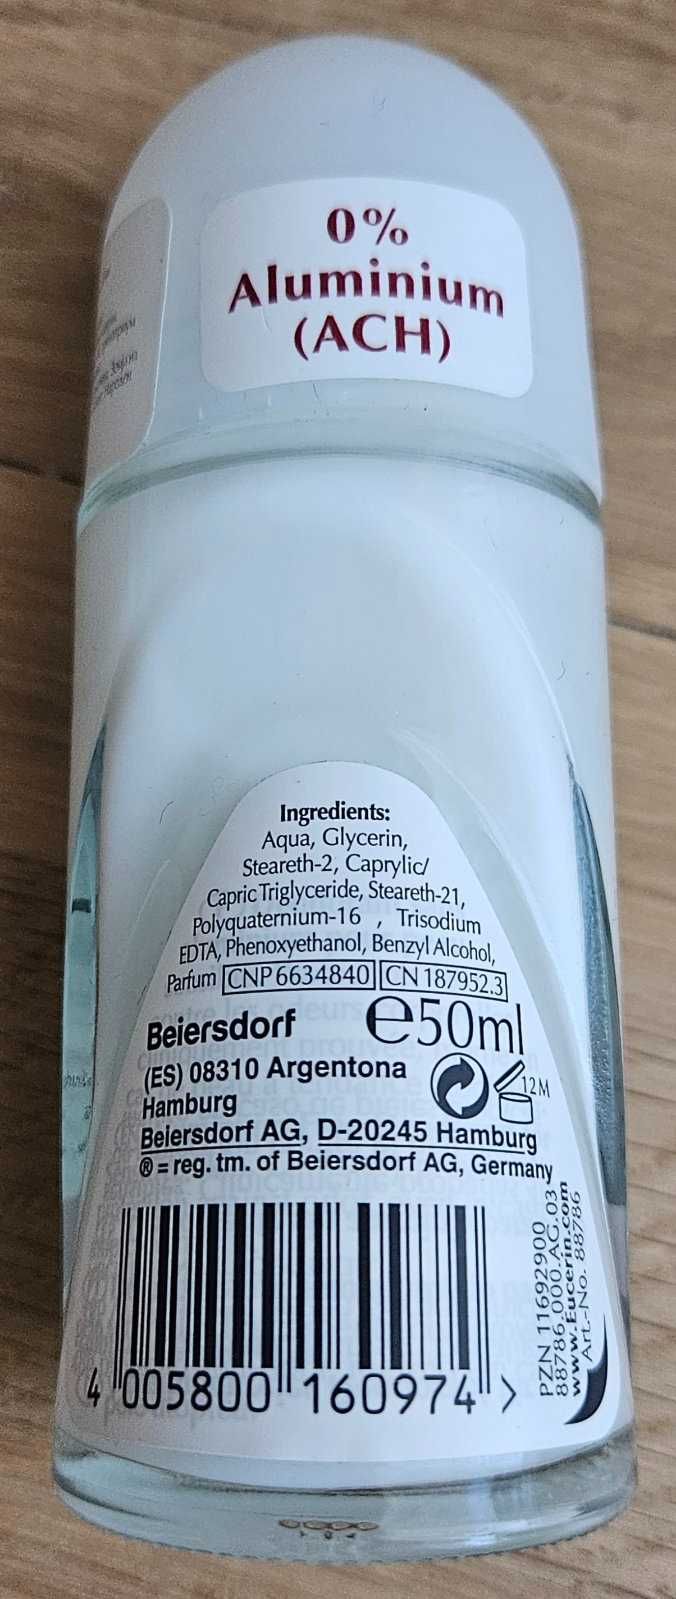 0%
Aluminium
(ACH)
Ingredients:
Aqua, Glycerin,
Steareth-2, Caprylic/
Capric Triglyceride, Steareth-21,
Polyquaternium-16 , Trisodium
EDTA, Phenoxyethanol, Benzyl Alcohol,
Parfum CNP 6634840 CN 187952.3
Beiersdorf e50ml
(ES) 08310 Argentona
Hamburg
12M
Beiersdorf AG, D-20245 Hamburg
®=reg. tm. of Beiersdorf AG, Germany
4 005800 160974 >
PZN 11692900
88786.000.AG.03
www.Eucerin.com
Art.-No. 88786